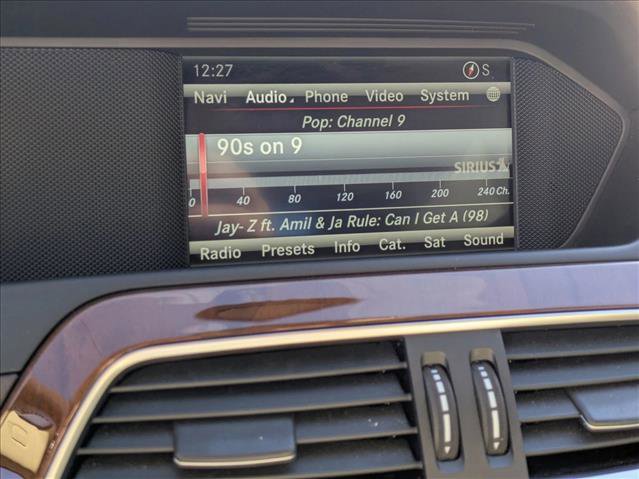 12:27 S
Navi Audio Phone Video System
Pop: Channel 9
90s on 9
SIRIUS
0 40 80 120 160 200 240 Ch.
Jay-Z ft. Amil & Ja Rule: Can I Get A (98)
Radio Presets Info Cat. Sat Sound